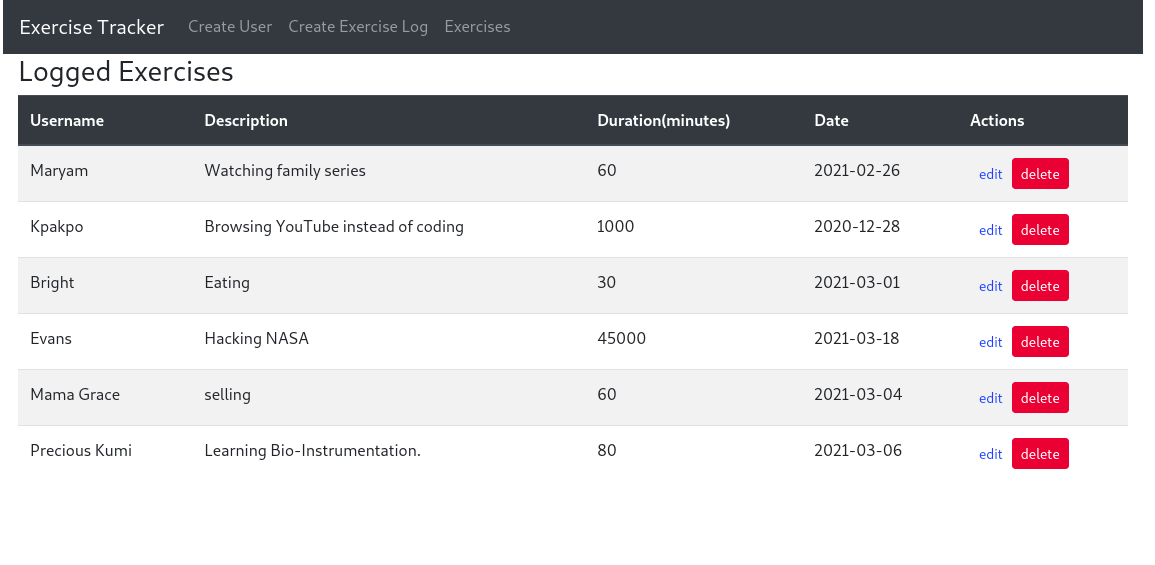 Exercise Tracker Create User Create Exercise Log Exercises
Logged Exercises
Username Description Duration(minutes) Date Actions
Maryam Watching family series 60 2021-02-26 edit delete
Kpakpo Browsing YouTube instead of coding 1000 2020-12-28 edit delete
Bright Eating 30 2021-03-01 edit delete
Evans Hacking NASA 45000 2021-03-18 edit delete
Mama Grace selling 60 2021-03-04 edit delete
Precious Kumi Learning Bio-Instrumentation. 80 2021-03-06 edit delete